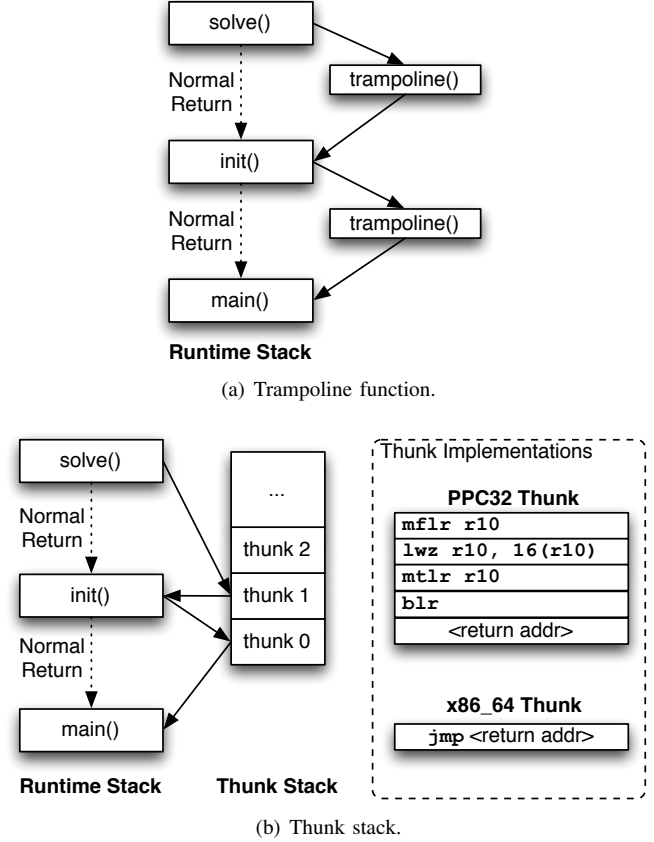 solve()
Normal
Return
trampoline()
init()
Normal
Return
trampoline()
main()
Runtime Stack
(a) Trampoline function.
solve()
Normal
Return
init()
Normal
Return
main()
Runtime Stack
...
thunk 2
thunk 1
thunk 0
Thunk Stack
Thunk Implementations
PPC32 Thunk
mflr r10
lwz r10, 16(r10)
mtlr r10
blr
<return addr>
x86_64 Thunk
jmp <return addr>
(b) Thunk stack.